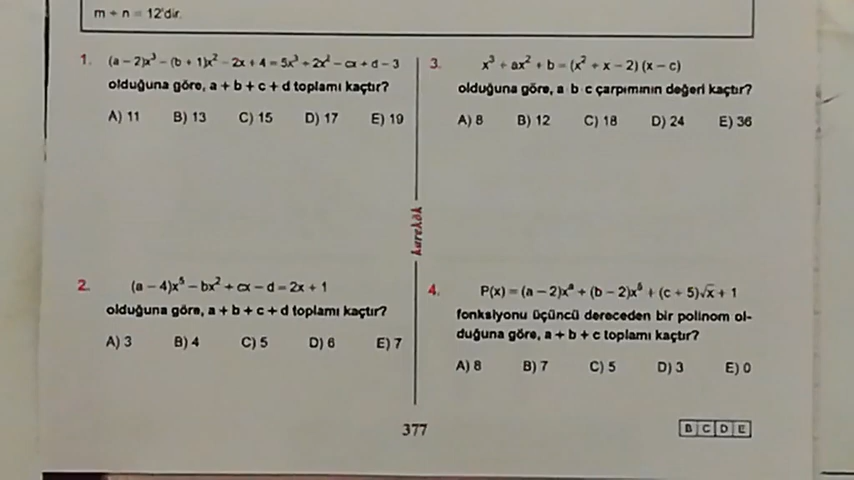 m + n = 12'dir.
1. (a – 2)x³ – (b + 1)x² – 2x + 4 = 5x³ + 2x² – cx + d – 3
olduğuna göre, a + b + c + d toplamı kaçtır?
A) 11 B) 13 C) 15 D) 17 E) 19
2. (a – 4)x⁵ – bx² + cx – d = 2x + 1
olduğuna göre, a + b + c + d toplamı kaçtır?
A) 3 B) 4 C) 5 D) 6 E) 7
karekök
3. x³ + ax² + b = (x² + x – 2) (x – c)
olduğuna göre, a b c çarpımının değeri kaçtır?
A) 8 B) 12 C) 18 D) 24 E) 36
4. P(x) = (a – 2)xᵃ + (b – 2)x⁵ + (c + 5)√x + 1
fonksiyonu üçüncü dereceden bir polinom ol-
duğuna göre, a + b + c toplamı kaçtır?
A) 8 B) 7 C) 5 D) 3 E) 0
377
B C D E